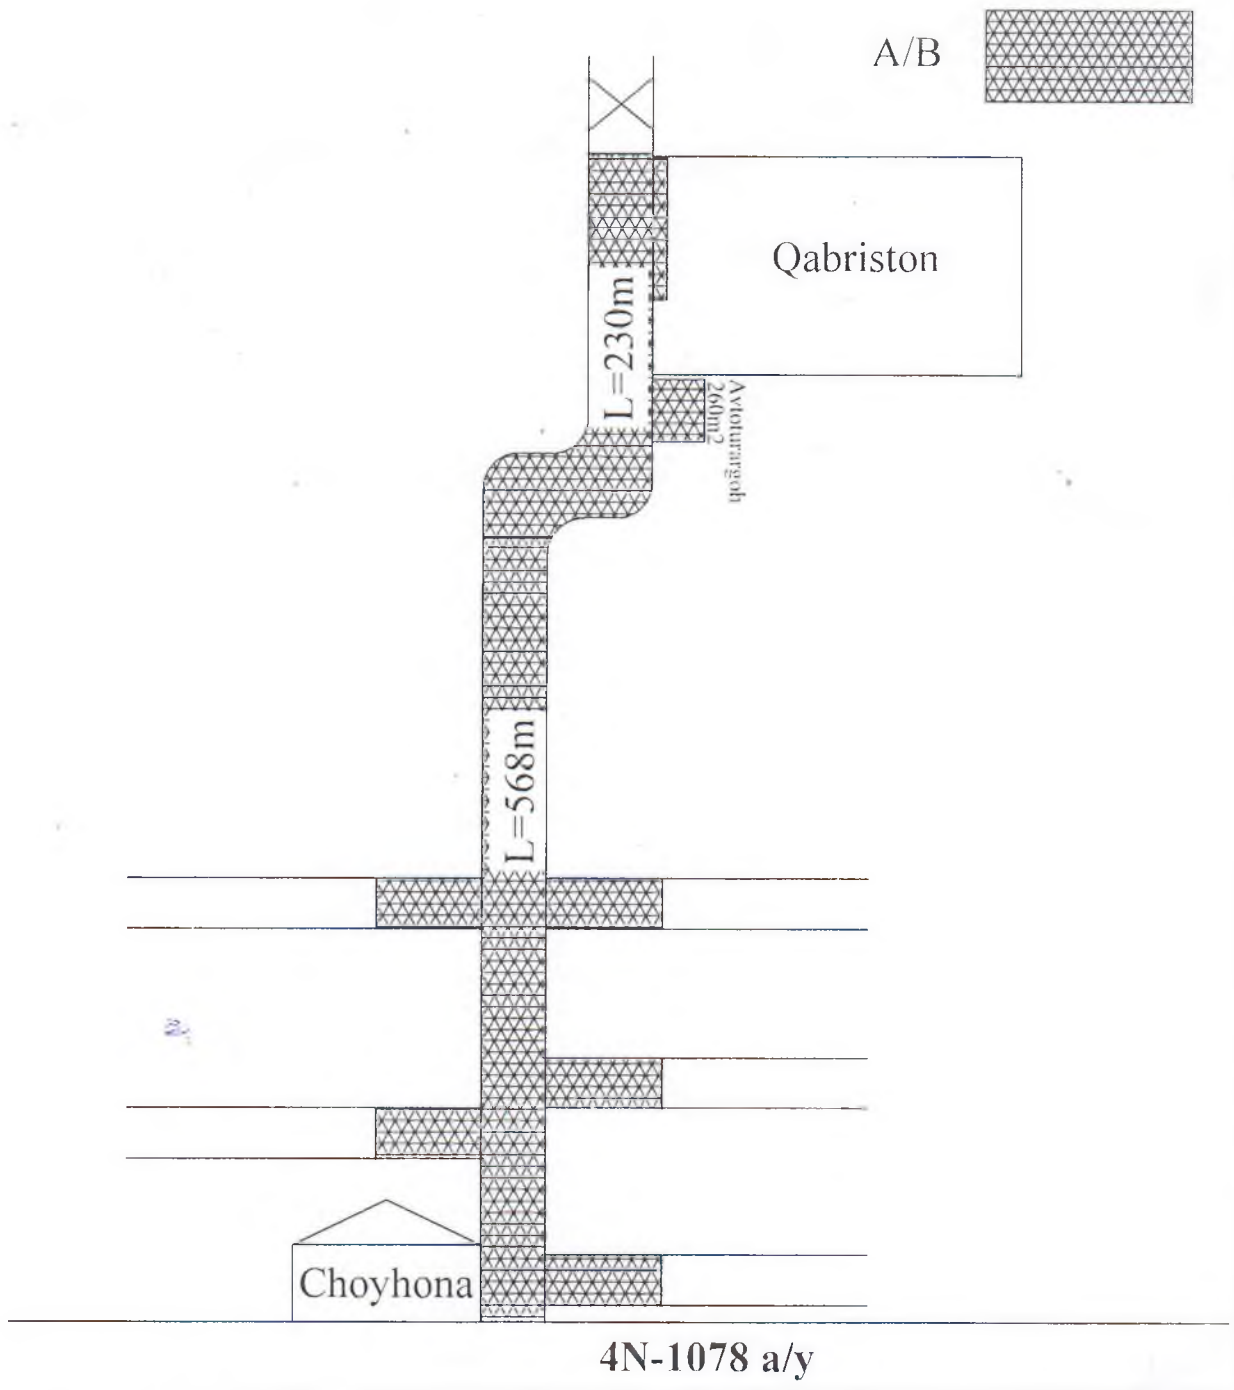 A/B
Qabriston
L=230m
Avtoturargoh
260m2
L=568m
Choyhona
4N-1078 a/y